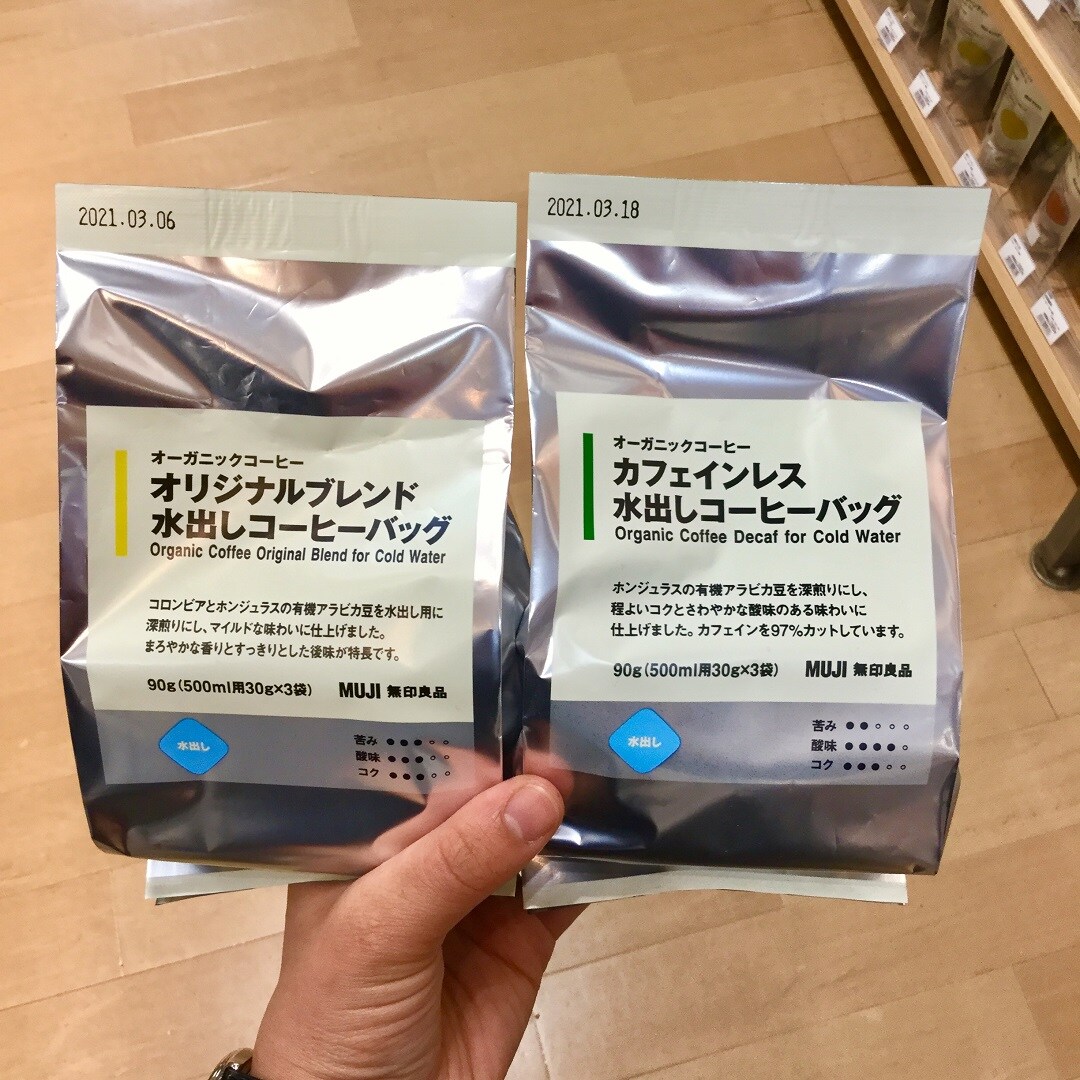 2021.03.06
オーガニックコーヒー
オリジナルブレンド
水出しコーヒーバッグ
Organic Coffee Original Blend for Cold Water
コロンビアとホンジュラスの有機アラビカ豆を水出し用に
深煎りにし、マイルドな味わいに仕上げました。
まろやかな香りとすっきりとした後味が特長です。
90g(500ml用30g×3袋) MUJI 無印良品
水出し
苦み ●●●○○
酸味 ●●●○○
コク ●●●○○
2021.03.18
オーガニックコーヒー
カフェインレス
水出しコーヒーバッグ
Organic Coffee Decaf for Cold Water
ホンジュラスの有機アラビカ豆を深煎りにし、
程よいコクとさわやかな酸味のある味わいに
仕上げました。カフェインを97%カットしています。
90g(500ml用30g×3袋) MUJI 無印良品
水出し
苦み ●●○○○
酸味 ●●●●○
コク ●●●○○